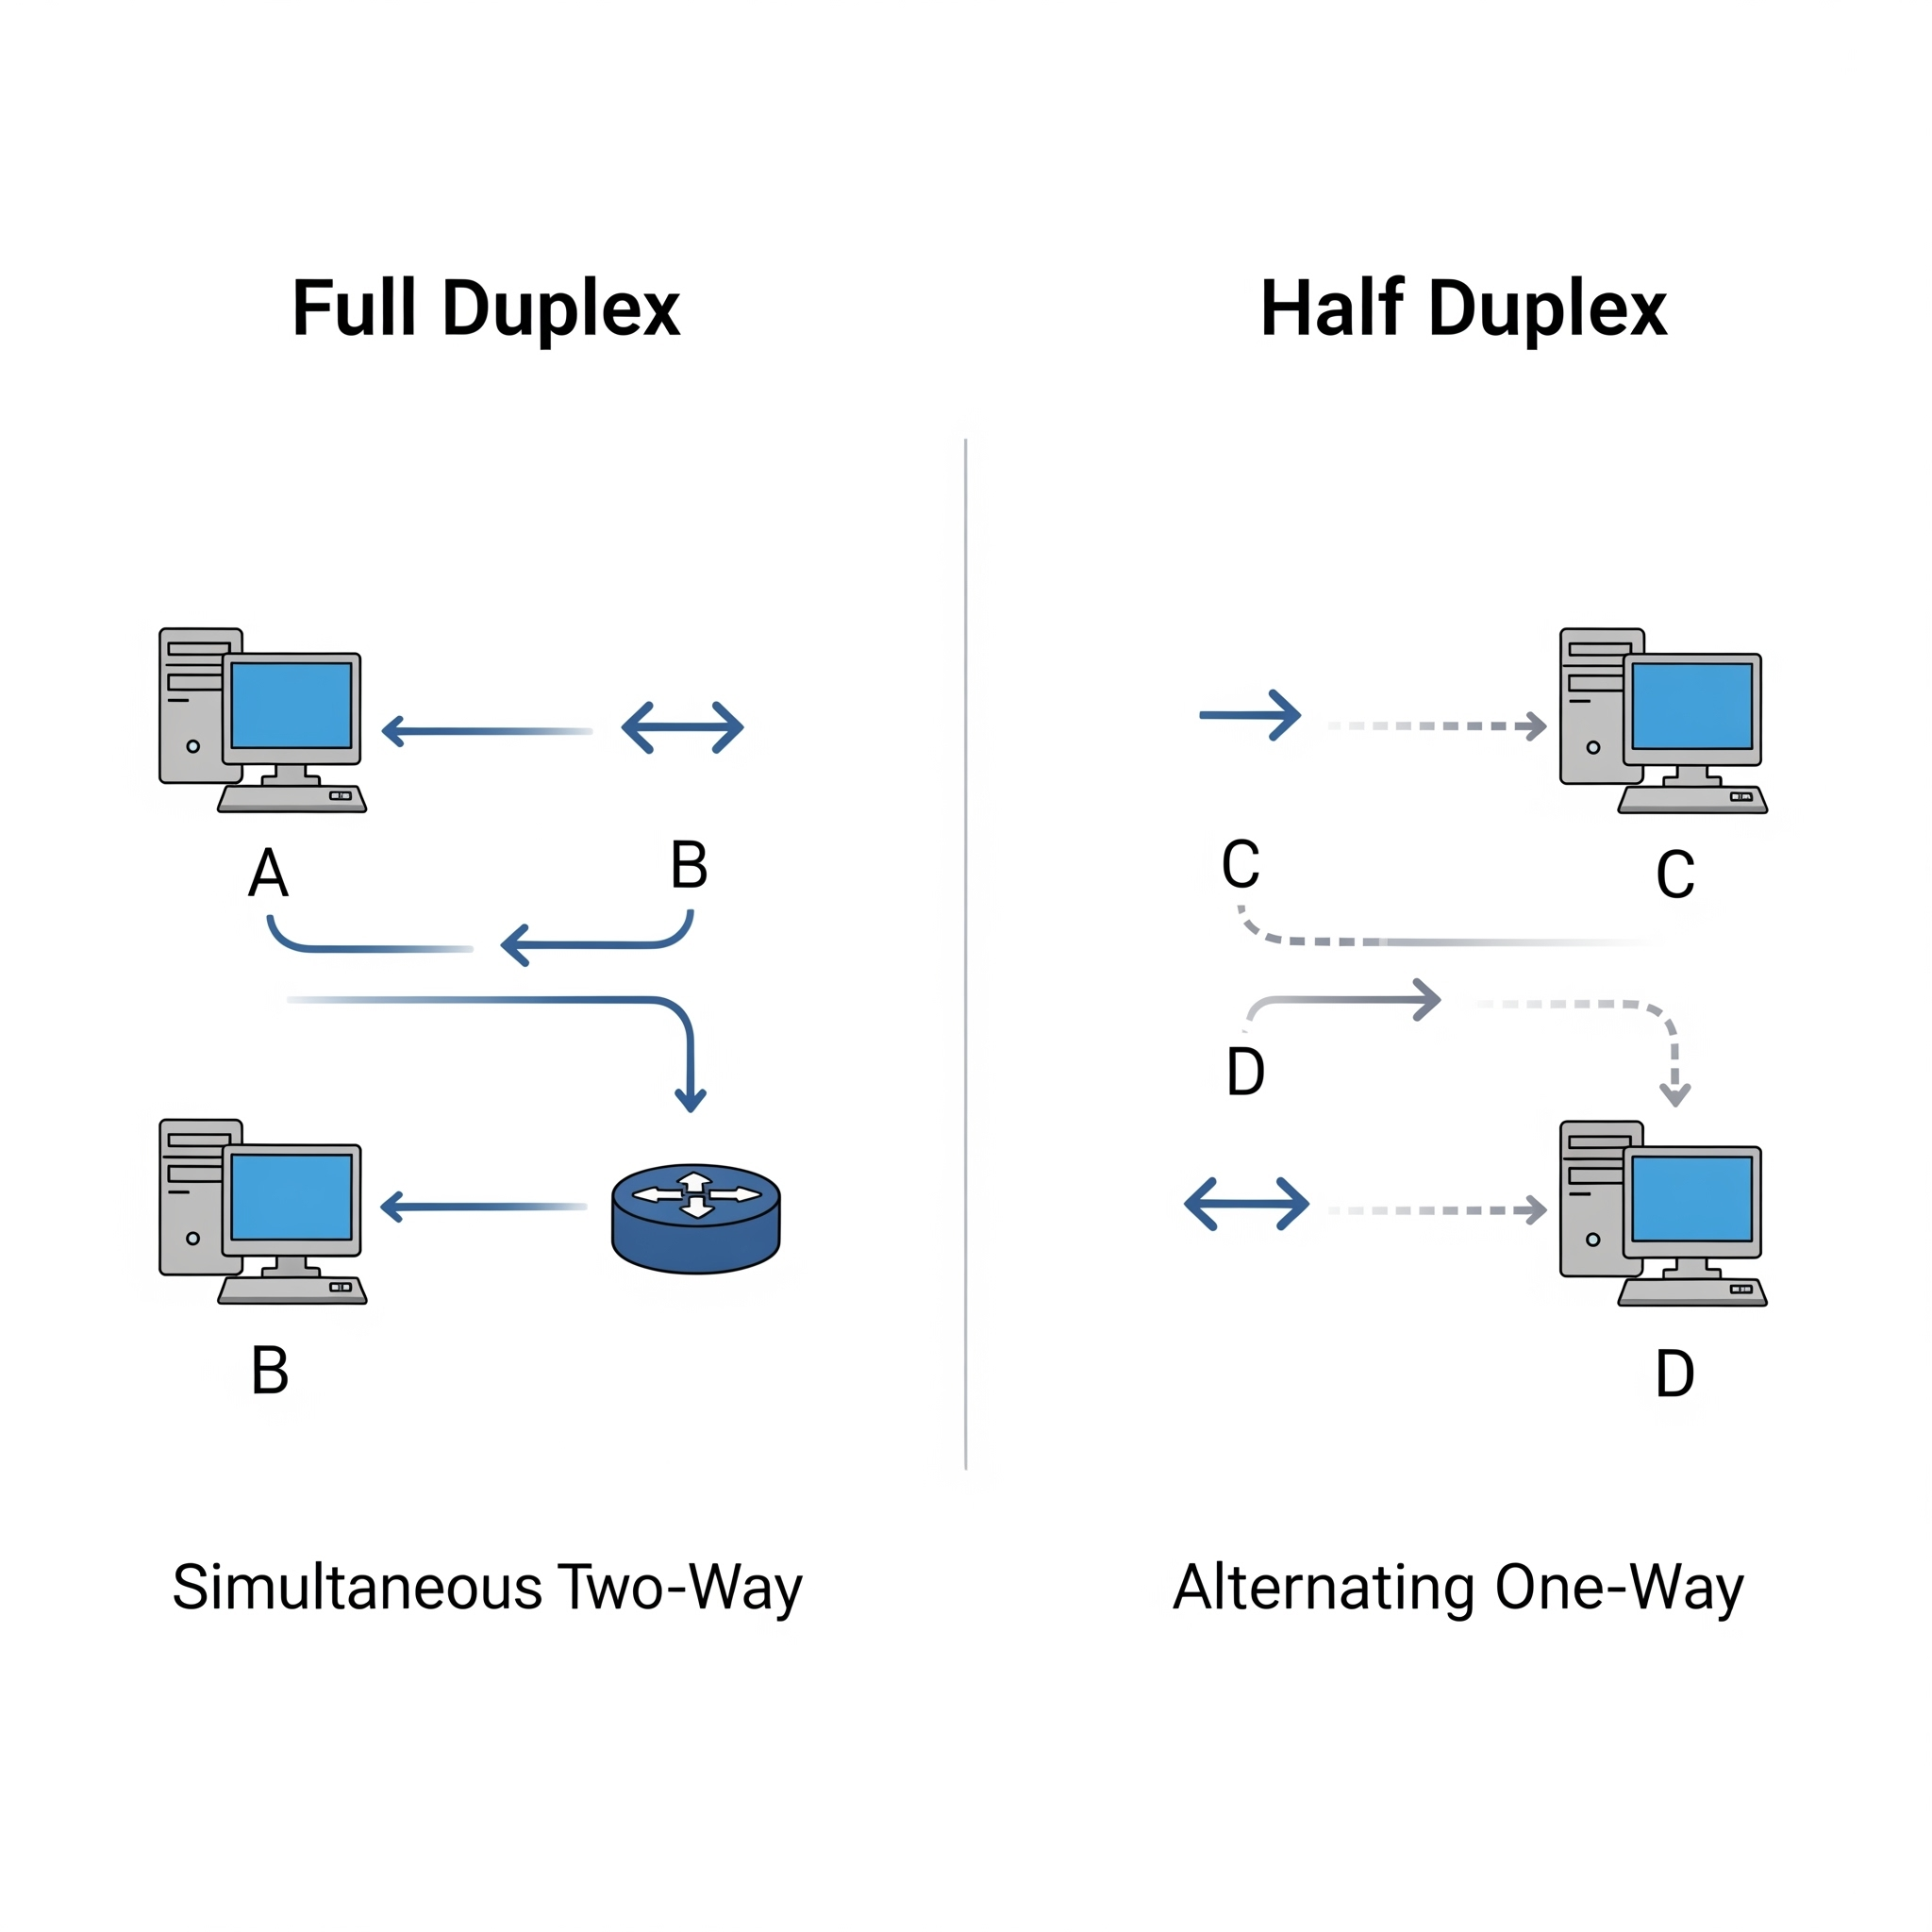 Full Duplex
Half Duplex
A
B
C
C
D
B
D
Simultaneous Two-Way
Alternating One-Way